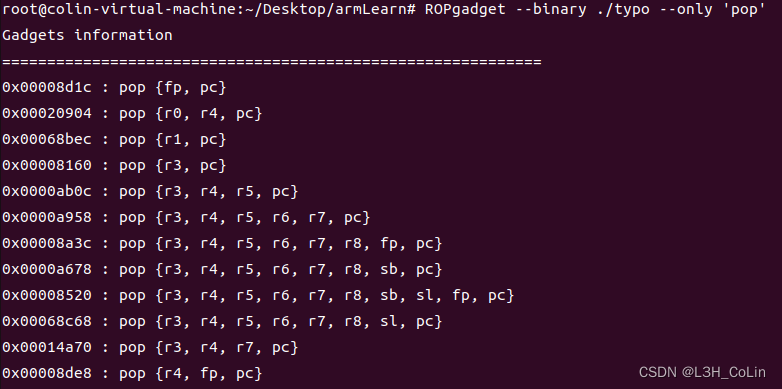 root@colin-virtual-machine:~/Desktop/armLearn# ROPgadget --binary ./typo --only 'pop'
Gadgets information
============================================================
0x00008d1c : pop {fp, pc}
0x00020904 : pop {r0, r4, pc}
0x00068bec : pop {r1, pc}
0x00008160 : pop {r3, pc}
0x0000ab0c : pop {r3, r4, r5, pc}
0x0000a958 : pop {r3, r4, r5, r6, r7, pc}
0x00008a3c : pop {r3, r4, r5, r6, r7, r8, fp, pc}
0x0000a678 : pop {r3, r4, r5, r6, r7, r8, sb, pc}
0x00008520 : pop {r3, r4, r5, r6, r7, r8, sb, sl, fp, pc}
0x00068c68 : pop {r3, r4, r5, r6, r7, r8, sl, pc}
0x00014a70 : pop {r3, r4, r7, pc}
0x00008de8 : pop {r4, fp, pc}
CSDN @L3H_CoLin